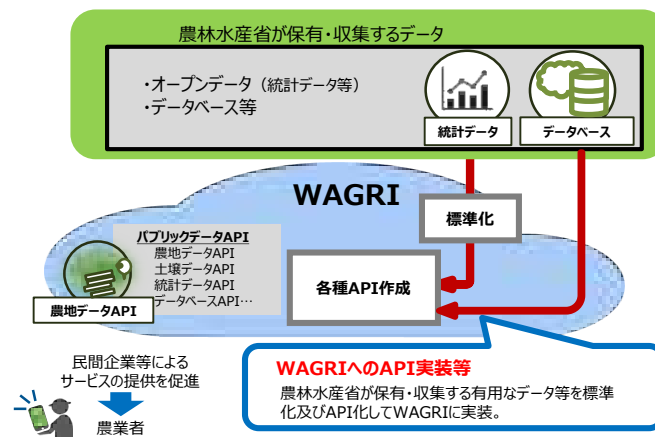 農林水産省が保有・収集するデータ
・オープンデータ（統計データ等）
・データベース等
統計データ
データベース
WAGRI
標準化
パブリックデータAPI
農地データAPI
土壌データAPI
統計データAPI
データベースAPI…
農地データAPI
各種API作成
民間企業等による
サービスの提供を促進
農業者
WAGRIへのAPI実装等
農林水産省が保有・収集する有用なデータ等を標準
化及びAPI化してWAGRIに実装。